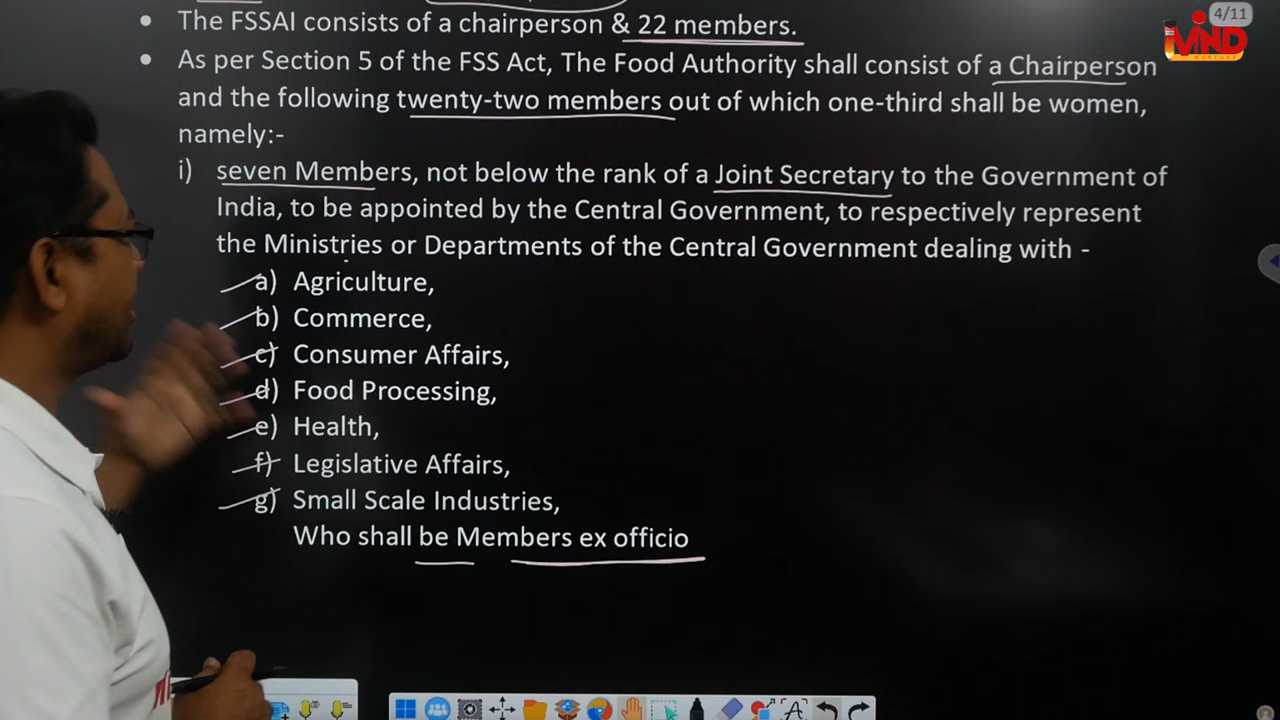 4/11
MIND
NURTURE
• The FSSAI consists of a chairperson & 22 members.
• As per Section 5 of the FSS Act, The Food Authority shall consist of a Chairperson
and the following twenty-two members out of which one-third shall be women,
namely:-
i) seven Members, not below the rank of a Joint Secretary to the Government of
India, to be appointed by the Central Government, to respectively represent
the Ministries or Departments of the Central Government dealing with -
a) Agriculture,
b) Commerce,
c) Consumer Affairs,
d) Food Processing,
e) Health,
f) Legislative Affairs,
g) Small Scale Industries,
Who shall be Members ex officio